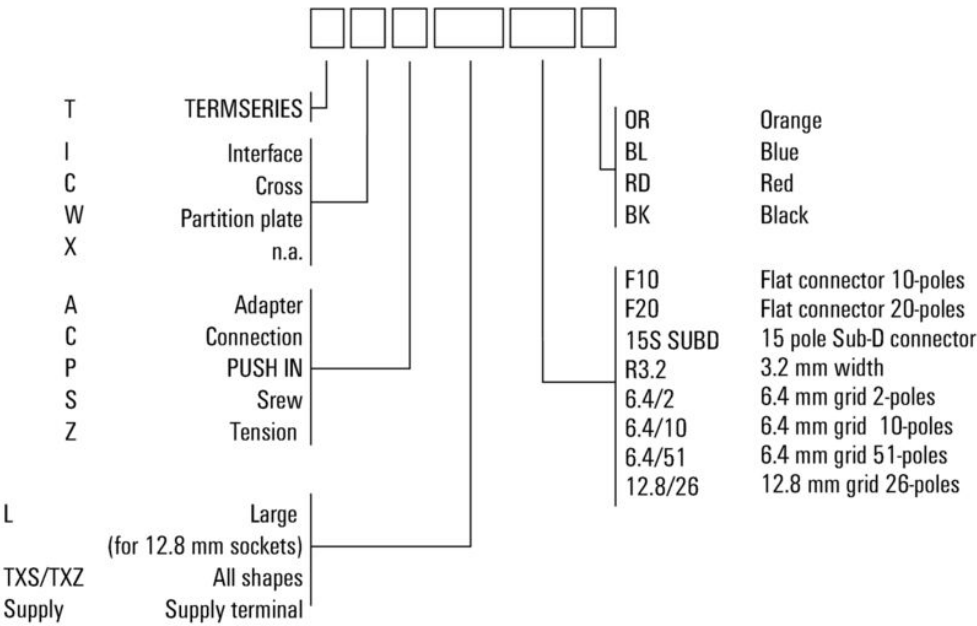 T TERMSERIES
I Interface
C Cross
W Partition plate
X n.a.
A Adapter
C Connection
P PUSH IN
S Srew
Z Tension
L Large
(for 12.8 mm sockets)
TXS/TXZ All shapes
Supply Supply terminal
OR Orange
BL Blue
RD Red
BK Black
F10 Flat connector 10-poles
F20 Flat connector 20-poles
15S SUBD 15 pole Sub-D connector
R3.2 3.2 mm width
6.4/2 6.4 mm grid 2-poles
6.4/10 6.4 mm grid 10-poles
6.4/51 6.4 mm grid 51-poles
12.8/26 12.8 mm grid 26-poles